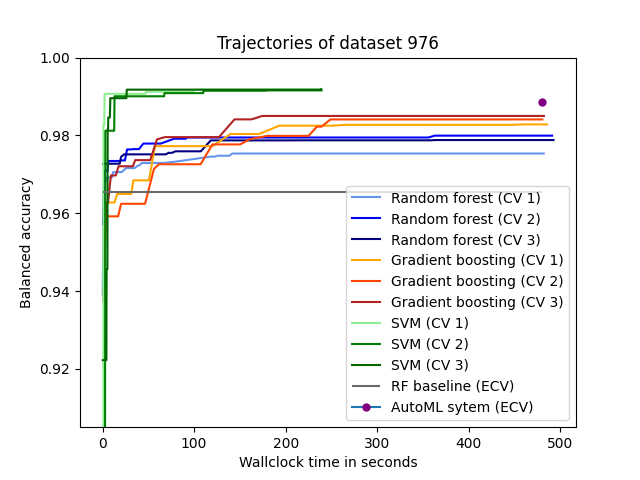 Trajectories of dataset 976
Balanced accuracy
1.00
0.98
0.96
0.94
0.92
Random forest (CV 1)
Random forest (CV 2)
Random forest (CV 3)
Gradient boosting (CV 1)
Gradient boosting (CV 2)
Gradient boosting (CV 3)
SVM (CV 1)
SVM (CV 2)
SVM (CV 3)
RF baseline (ECV)
AutoML sytem (ECV)
0 100 200 300 400 500
Wallclock time in seconds